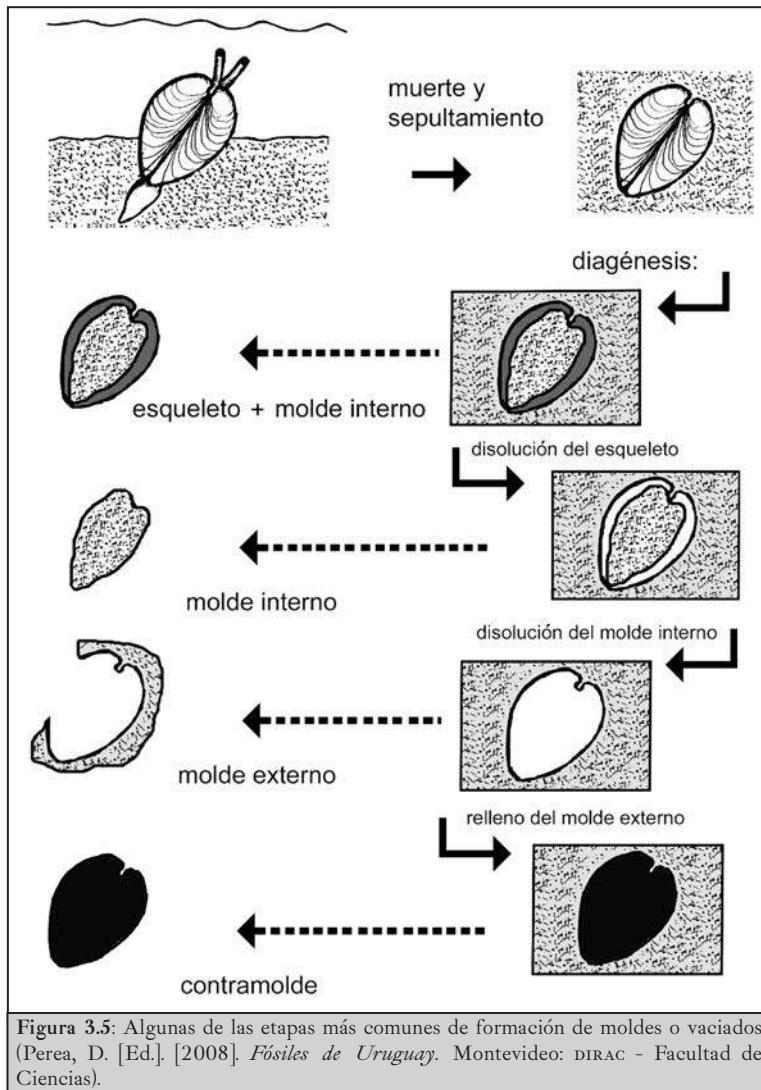 muerte y
sepultamiento
diagénesis:
esqueleto + molde interno
disolución del esqueleto
molde interno
disolución del molde interno
molde externo
relleno del molde externo
contramolde
Figura 3.5: Algunas de las etapas más comunes de formación de moldes o vaciados
(Perea, D. [Ed.]. [2008]. Fósiles de Uruguay. Montevideo: DIRAC - Facultad de
Ciencias).